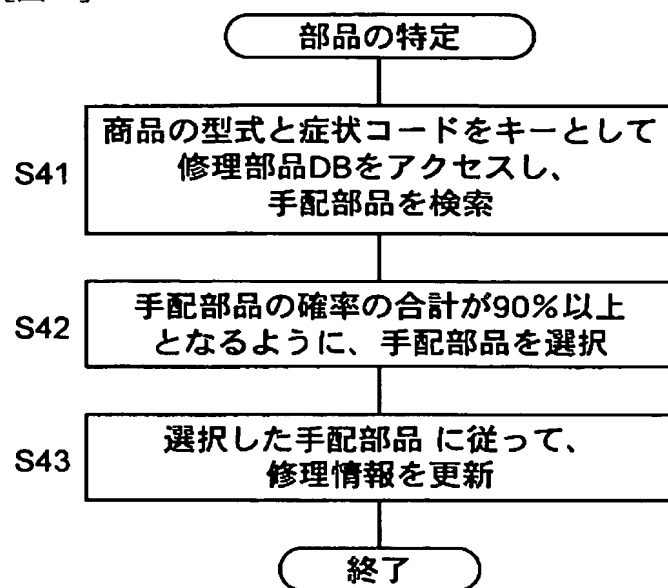 部品の特定
S41
商品の型式と症状コードをキーとして
修理部品DBをアクセスし、
手配部品を検索
S42
手配部品の確率の合計が90%以上
となるように、手配部品を選択
S43
選択した手配部品 に従って、
修理情報を更新
終了